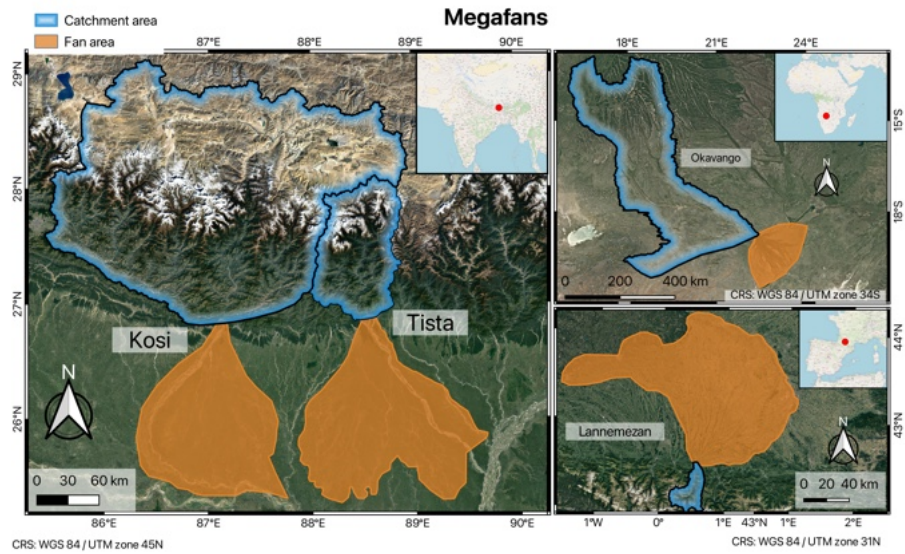 Megafans
Catchment area
Fan area
87°E
88°E
89°E
90°E
29°N
28°N
27°N
26°N
Kosi
Tista
N
0 30 60 km
86°E
87°E
88°E
89°E
90°E
CRS: WGS 84 / UTM zone 45N
18°E
21°E
24°E
15°S
18°S
Okavango
N
0 200 400 km
CRS: WGS 84 / UTM zone 34S
44°N
43°N
Lannemezan
N
0 20 40 km
1°W
0°
1°E
43°N
1°E
2°E
CRS: WGS 84 / UTM zone 31N